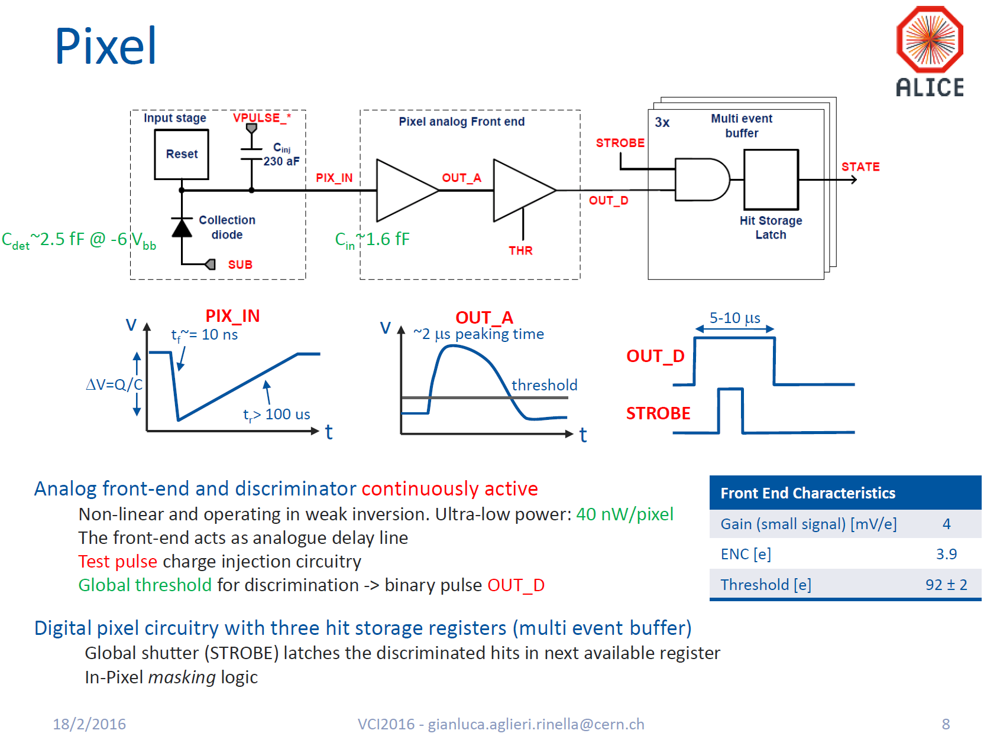 Pixel
ALICE
Input stage
VPULSE_*
Reset
Cinj
230 aF
Collection
diode
Cdet~2.5 fF @ -6 Vbb
SUB
PIX_IN
Pixel analog Front end
OUT_A
Cin~1.6 fF
THR
OUT_D
STROBE
3x
Multi event
buffer
STATE
Hit Storage
Latch
PIX_IN
V
tf~= 10 ns
ΔV=Q/C
tr> 100 us
t
OUT_A
V
~2 μs peaking time
threshold
t
5-10 μs
OUT_D
STROBE
Analog front-end and discriminator continuously active
Non-linear and operating in weak inversion. Ultra-low power: 40 nW/pixel
The front-end acts as analogue delay line
Test pulse charge injection circuitry
Global threshold for discrimination -> binary pulse OUT_D
Front End Characteristics
Gain (small signal) [mV/e] 4
ENC [e] 3.9
Threshold [e] 92 ± 2
Digital pixel circuitry with three hit storage registers (multi event buffer)
Global shutter (STROBE) latches the discriminated hits in next available register
In-Pixel masking logic
18/2/2016
VCI2016 - gianluca.aglieri.rinella@cern.ch
8